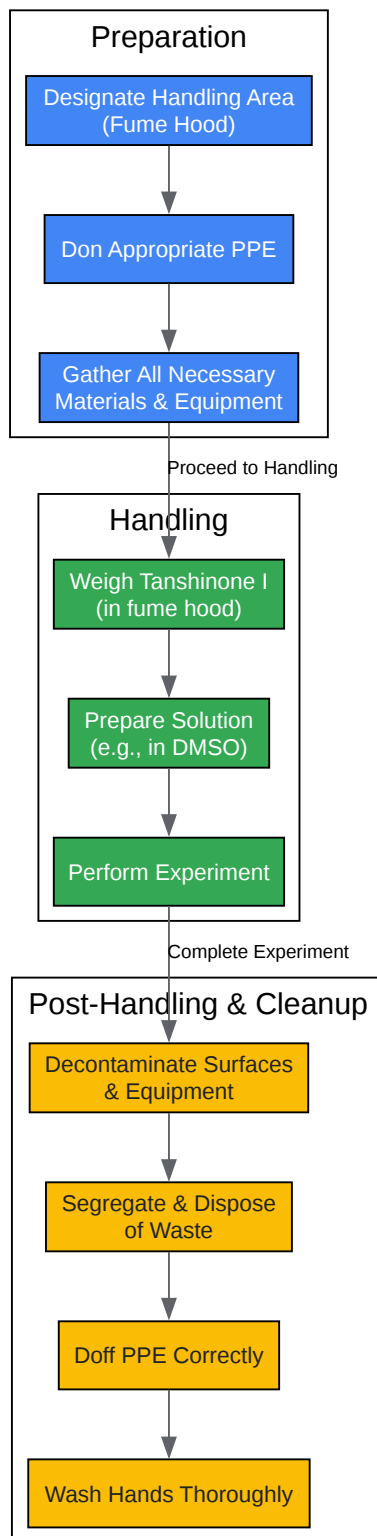 Preparation
Designate Handling Area
(Fume Hood)
Don Appropriate PPE
Gather All Necessary
Materials & Equipment
Proceed to Handling
Handling
Weigh Tanshinone I
(in fume hood)
Prepare Solution
(e.g., in DMSO)
Perform Experiment
Complete Experiment
Post-Handling & Cleanup
Decontaminate Surfaces
& Equipment
Segregate & Dispose
of Waste
Doff PPE Correctly
Wash Hands Thoroughly